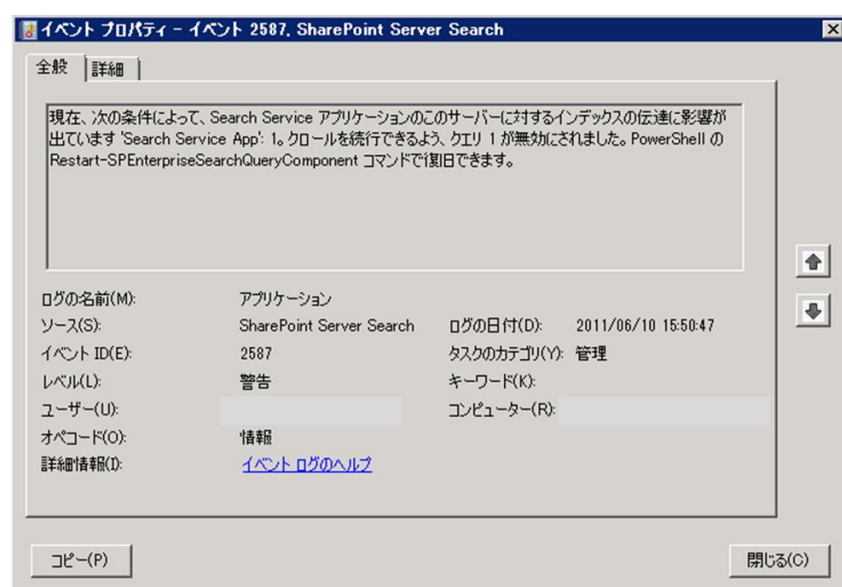 イベント プロパティ - イベント 2587, SharePoint Server Search
全般 詳細
現在、次の条件によって、Search Service アプリケーションのこのサーバーに対するインデックスの伝達に影響が
出ています 'Search Service App': 1。クロールを続行できるよう、クエリ 1 が無効にされました。PowerShell の
Restart-SPEnterpriseSearchQueryComponent コマンドで復旧できます。
ログの名前(M): アプリケーション
ソース(S): SharePoint Server Search ログの日付(D): 2011/06/10 15:50:47
イベント ID(E): 2587 タスクのカテゴリ(Y): 管理
レベル(L): 警告 キーワード(K):
ユーザー(U): コンピューター(R):
オペコード(O): 情報
詳細情報(I): イベント ログのヘルプ
コピー(P) 閉じる(C)